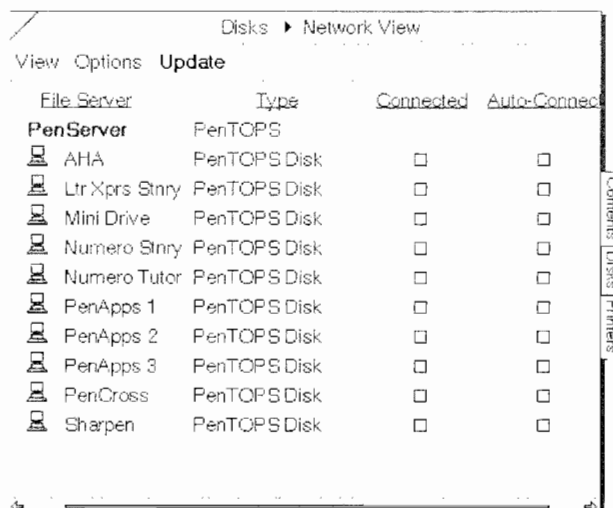 Disks ▸ Network View
View Options Update
File Server Type Connected Auto-Connect
PenServer PenTOPS
AHA PenTOPS Disk
Ltr Xprs Stnry PenTOPS Disk
Mini Drive PenTOPS Disk
Numero Stnry PenTOPS Disk
Numero Tutor PenTOPS Disk
PenApps 1 PenTOPS Disk
PenApps 2 PenTOPS Disk
PenApps 3 PenTOPS Disk
PenCross PenTOPS Disk
Sharpen PenTOPS Disk
Contents
Disks
Printers